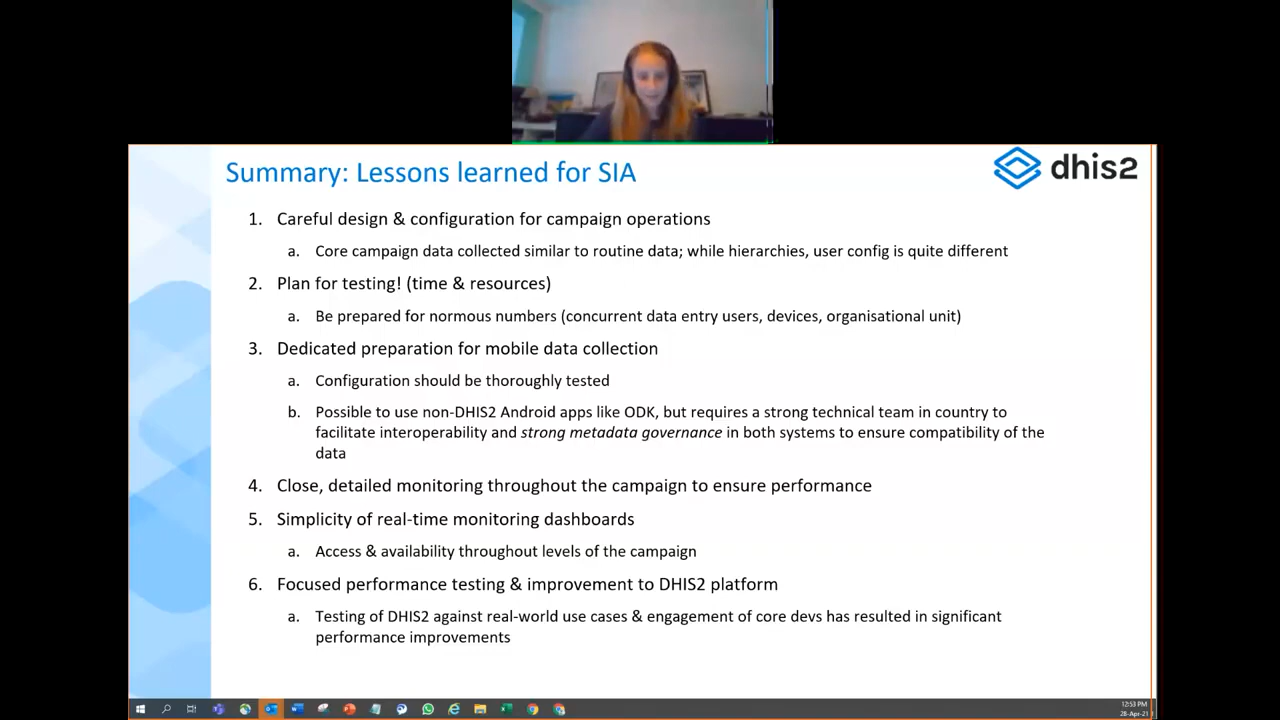 Summary: Lessons learned for SIA
dhis2
1. Careful design & configuration for campaign operations
a. Core campaign data collected similar to routine data; while hierarchies, user config is quite different
2. Plan for testing! (time & resources)
a. Be prepared for normous numbers (concurrent data entry users, devices, organisational unit)
3. Dedicated preparation for mobile data collection
a. Configuration should be thoroughly tested
b. Possible to use non-DHIS2 Android apps like ODK, but requires a strong technical team in country to
facilitate interoperability and strong metadata governance in both systems to ensure compatibility of the
data
4. Close, detailed monitoring throughout the campaign to ensure performance
5. Simplicity of real-time monitoring dashboards
a. Access & availability throughout levels of the campaign
6. Focused performance testing & improvement to DHIS2 platform
a. Testing of DHIS2 against real-world use cases & engagement of core devs has resulted in significant
performance improvements
12:53 PM
28-Apr-21